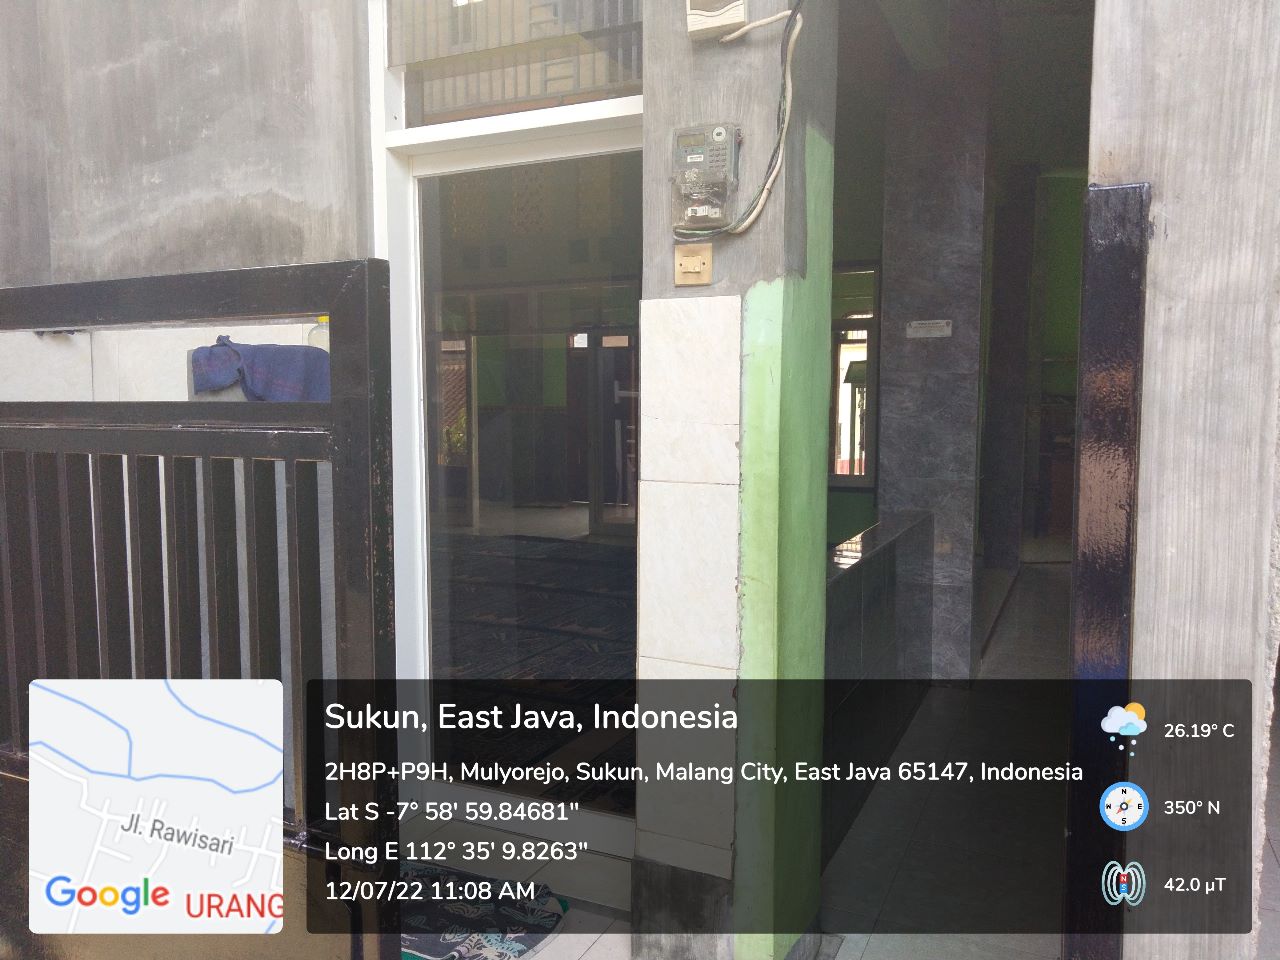 Sukun, East Java, Indonesia
2H8P+P9H, Mulyorejo, Sukun, Malang City, East Java 65147, Indonesia
Lat S -7° 58' 59.84681"
Long E 112° 35' 9.8263"
12/07/22 11:08 AM
26.19° C
350° N
42.0 µT
N
W E
S
N
S
Jl. Rawisari
Google
URANG